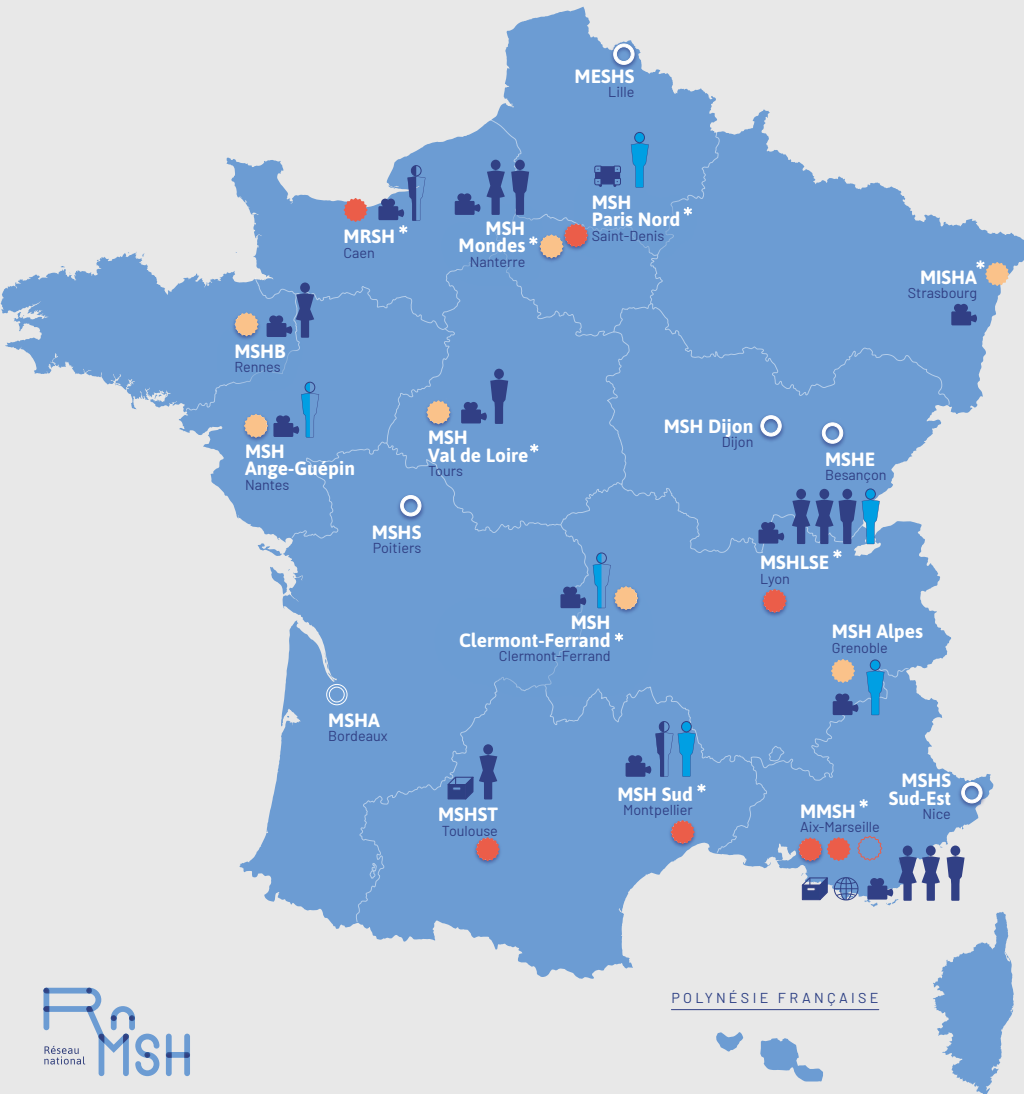 MESHS
Lille
MSH
Paris Nord *
Saint-Denis
MRSH *
Caen
MSH
Mondes *
Nanterre
MISHA *
Strasbourg
MSHB
Rennes
MSH
Ange-Guépin
Nantes
MSH
Val de Loire *
Tours
MSH Dijon
Dijon
MSHE
Besançon
MSHS
Poitiers
MSHLSE *
Lyon
MSH
Clermont-Ferrand *
Clermont-Ferrand
MSH Alpes
Grenoble
MSHA
Bordeaux
MSHST
Toulouse
MSH Sud *
Montpellier
MSHS
Sud-Est
Nice
MMSH *
Aix-Marseille
POLYNÉSIE FRANÇAISE
Rn
MSH
Réseau
national